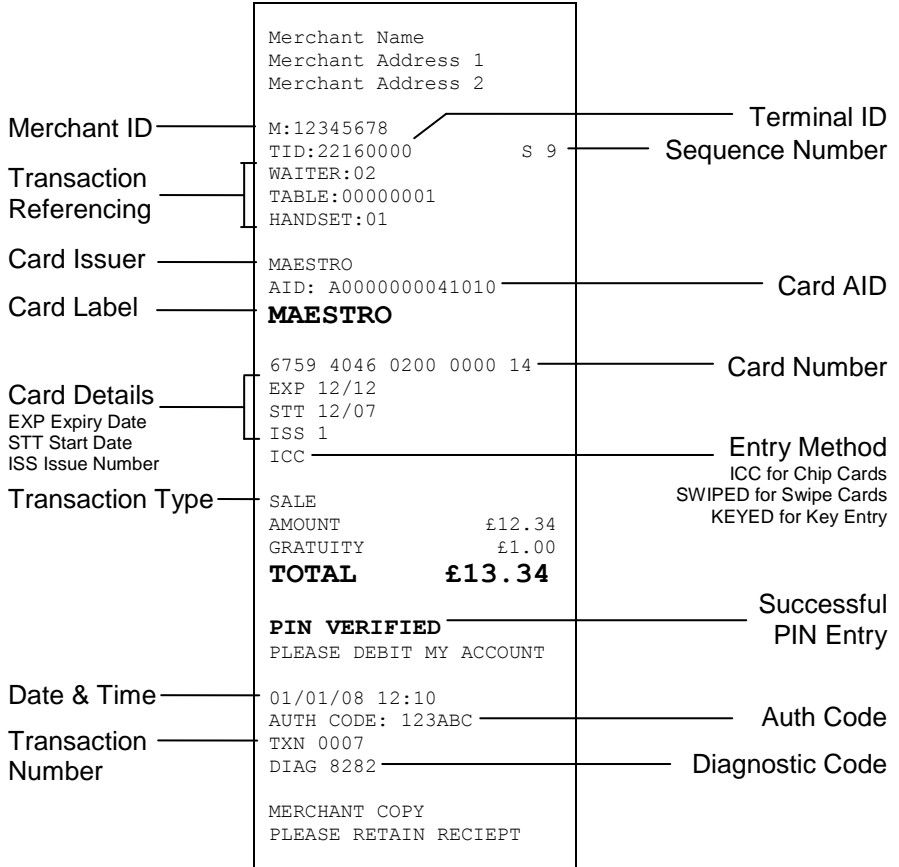 Merchant Name
Merchant Address 1
Merchant Address 2
Merchant ID
M:12345678
Terminal ID
TID:22160000 S 9
Sequence Number
Transaction
Referencing
WAITER:02
TABLE:00000001
HANDSET:01
Card Issuer
MAESTRO
AID: A0000000041010
Card AID
Card Label
MAESTRO
6759 4046 0200 0000 14
Card Number
Card Details
EXP Expiry Date
STT Start Date
ISS Issue Number
EXP 12/12
STT 12/07
ISS 1
ICC
Entry Method
ICC for Chip Cards
SWIPED for Swipe Cards
KEYED for Key Entry
Transaction Type
SALE
AMOUNT £12.34
GRATUITY £1.00
TOTAL £13.34
Successful
PIN Entry
PIN VERIFIED
PLEASE DEBIT MY ACCOUNT
Date & Time
01/01/08 12:10
AUTH CODE: 123ABC
Auth Code
Transaction
Number
TXN 0007
DIAG 8282
Diagnostic Code
MERCHANT COPY
PLEASE RETAIN RECIEPT